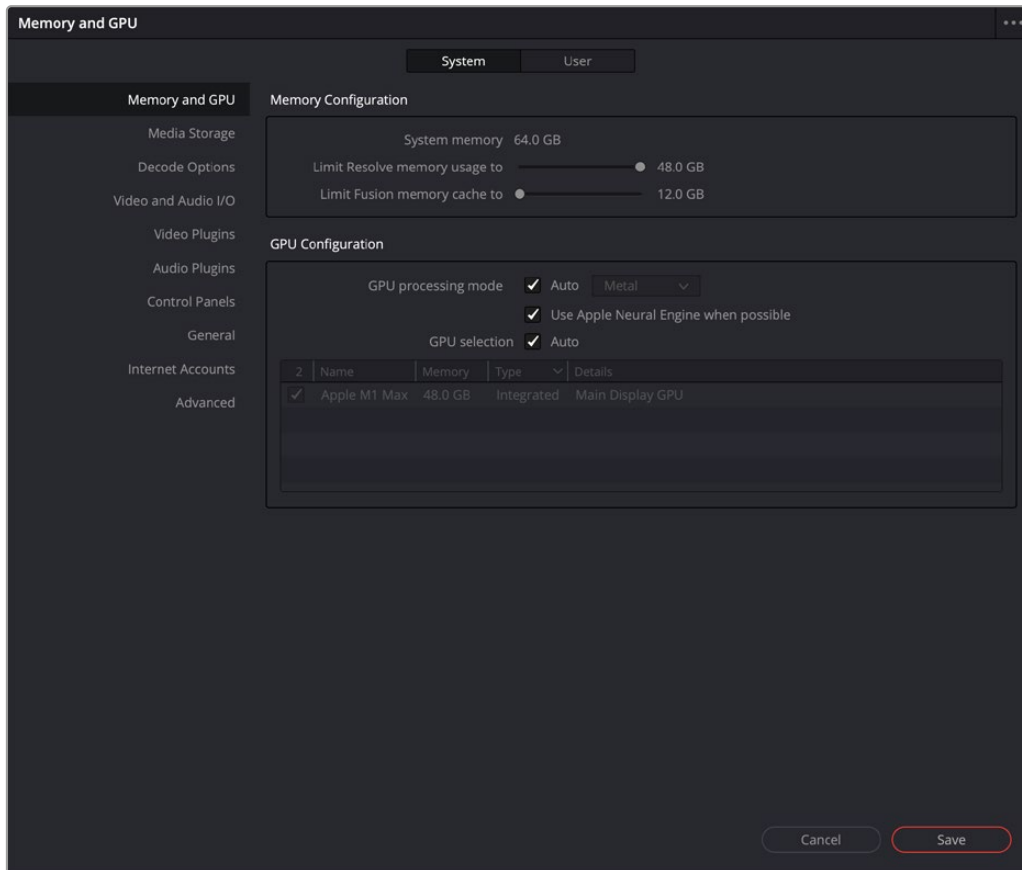 Memory and GPU
System User
Memory and GPU
Media Storage
Decode Options
Video and Audio I/O
Video Plugins
Audio Plugins
Control Panels
General
Internet Accounts
Advanced
Memory Configuration
System memory 64.0 GB
Limit Resolve memory usage to 48.0 GB
Limit Fusion memory cache to 12.0 GB
GPU Configuration
GPU processing mode Auto Metal
Use Apple Neural Engine when possible
GPU selection Auto
2 Name Memory Type Details
Apple M1 Max 48.0 GB Integrated Main Display GPU
Cancel Save